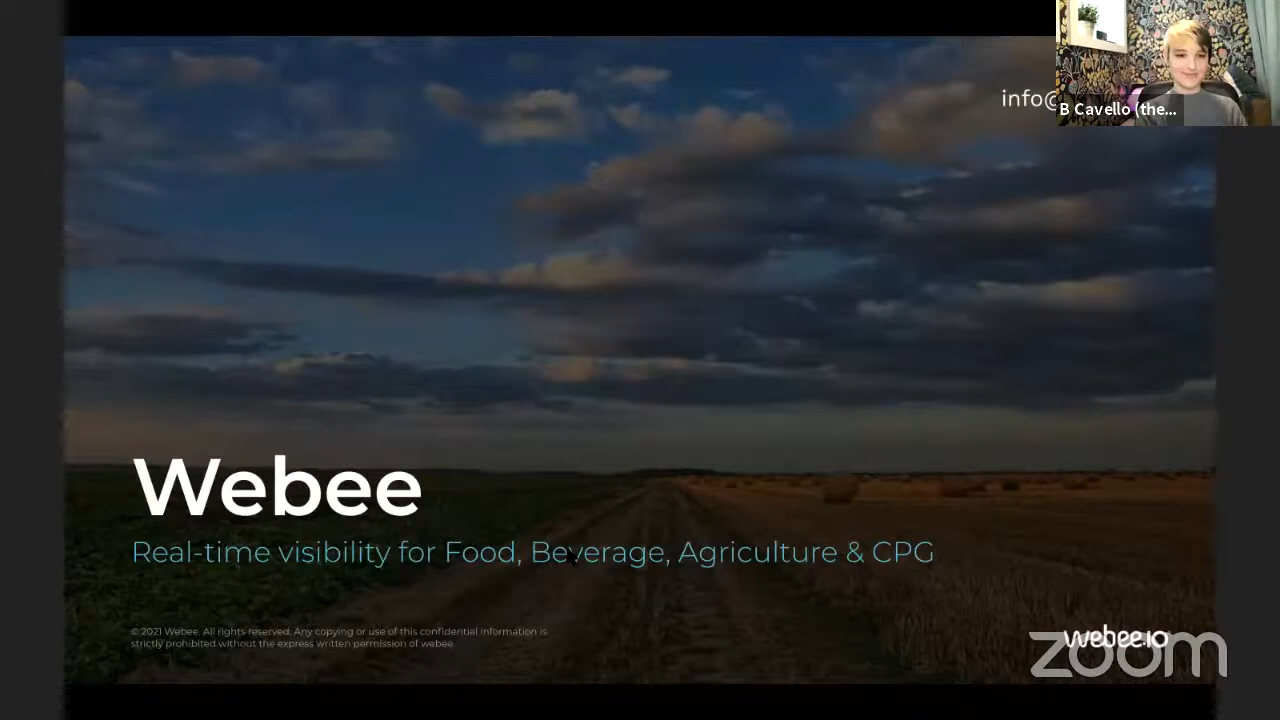 info@
B Cavello (the...
Webee
Real-time visibility for Food, Beverage, Agriculture & CPG
© 2021 Webee. All rights reserved. Any copying or use of this confidential information is
strictly prohibited without the express written permission of webee
webee.io
zoom